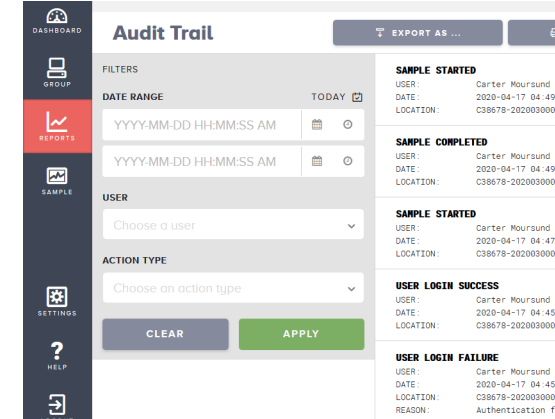 DASHBOARD
GROUP
REPORTS
SAMPLE
SETTINGS
HELP
Audit Trail
EXPORT AS ...
FILTERS
DATE RANGE
TODAY
YYYY-MM-DD HH:MM:SS AM
YYYY-MM-DD HH:MM:SS AM
USER
Choose a user
ACTION TYPE
Choose an action type
CLEAR
APPLY
SAMPLE STARTED
USER: Carter Moursund
DATE: 2020-04-17 04:49
LOCATION: C38678-202003000
SAMPLE COMPLETED
USER: Carter Moursund
DATE: 2020-04-17 04:49
LOCATION: C38678-202003000
SAMPLE STARTED
USER: Carter Moursund
DATE: 2020-04-17 04:47
LOCATION: C38678-202003000
USER LOGIN SUCCESS
USER: Carter Moursund
DATE: 2020-04-17 04:45
LOCATION: C38678-202003000
USER LOGIN FAILURE
USER: Carter Moursund
DATE: 2020-04-17 04:45
LOCATION: C38678-202003000
REASON: Authentication f